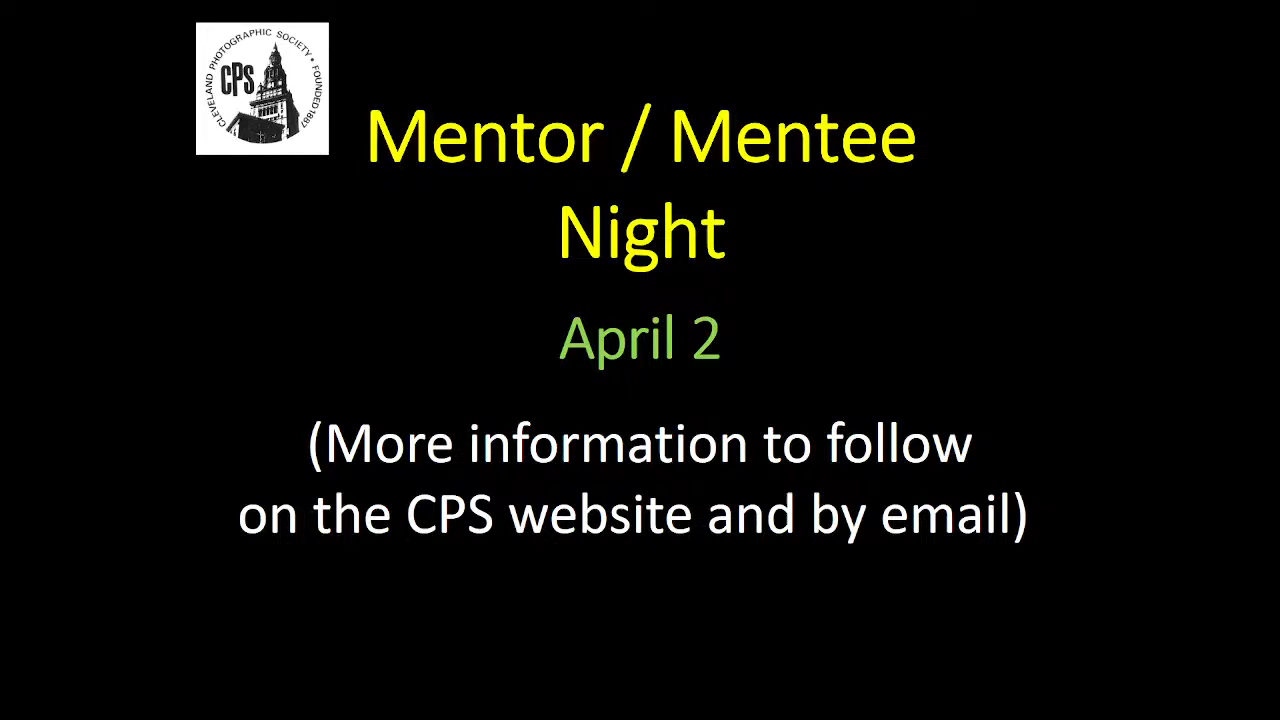 CLEVELAND PHOTOGRAPHIC SOCIETY • FOUNDED 1887
CPS
Mentor / Mentee
Night
April 2
(More information to follow
on the CPS website and by email)